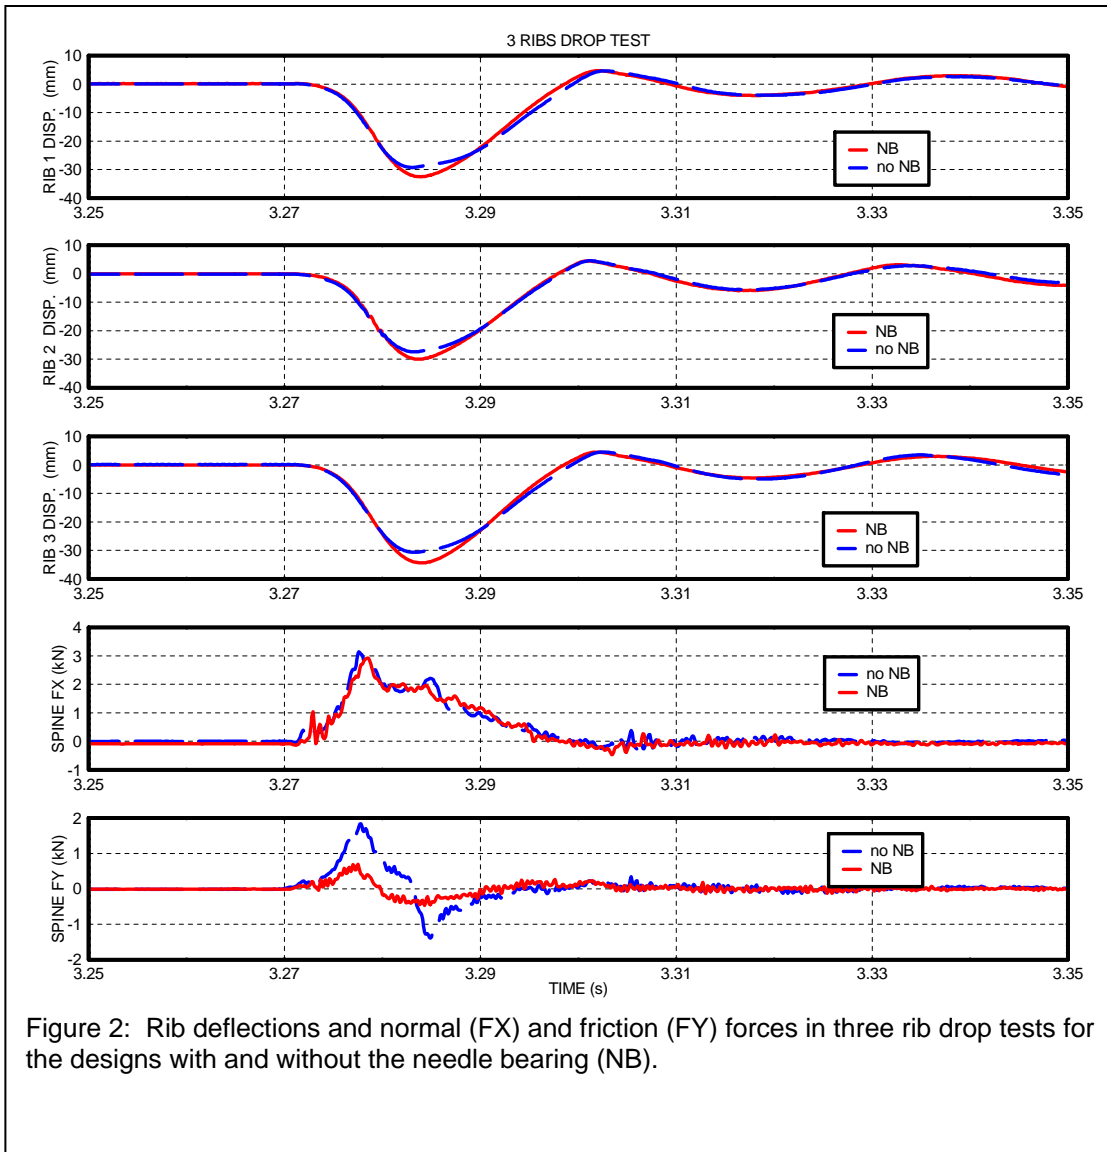 3 RIBS DROP TEST
RIB 1 DISP. (mm)
10
0
-10
-20
-30
-40
NB
no NB
3.25 3.27 3.29 3.31 3.33 3.35
RIB 2 DISP. (mm)
10
0
-10
-20
-30
-40
NB
no NB
3.25 3.27 3.29 3.31 3.33 3.35
RIB 3 DISP. (mm)
10
0
-10
-20
-30
-40
NB
no NB
3.25 3.27 3.29 3.31 3.33 3.35
SPINE FX (kN)
4
3
2
1
0
-1
no NB
NB
3.25 3.27 3.29 3.31 3.33 3.35
SPINE FY (kN)
2
1
0
-1
-2
no NB
NB
3.25 3.27 3.29 3.31 3.33 3.35
TIME (s)
Figure 2: Rib deflections and normal (FX) and friction (FY) forces in three rib drop tests for
the designs with and without the needle bearing (NB).